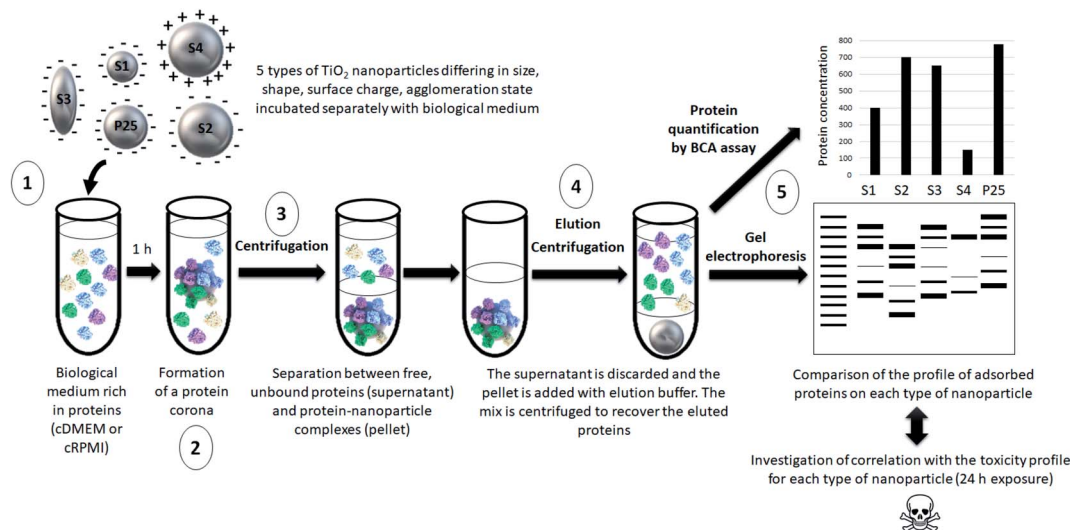 S4
S1
S3
P25
S2
5 types of TiO₂ nanoparticles differing in size,
shape, surface charge, agglomeration state
incubated separately with biological medium
1
1 h
3
Centrifugation
4
Elution
Centrifugation
Protein
quantification
by BCA assay
5
Gel
electrophoresis
Protein concentration
800
700
600
500
400
300
200
100
0
S1 S2 S3 S4 P25
Biological
medium rich
in proteins
(cDMEM or
cRPMI)
Formation
of a protein
corona
2
Separation between free,
unbound proteins (supernatant)
and protein-nanoparticle
complexes (pellet)
The supernatant is discarded and the
pellet is added with elution buffer. The
mix is centrifuged to recover the eluted
proteins
Comparison of the profile of adsorbed
proteins on each type of nanoparticle
Investigation of correlation with the toxicity profile
for each type of nanoparticle (24 h exposure)